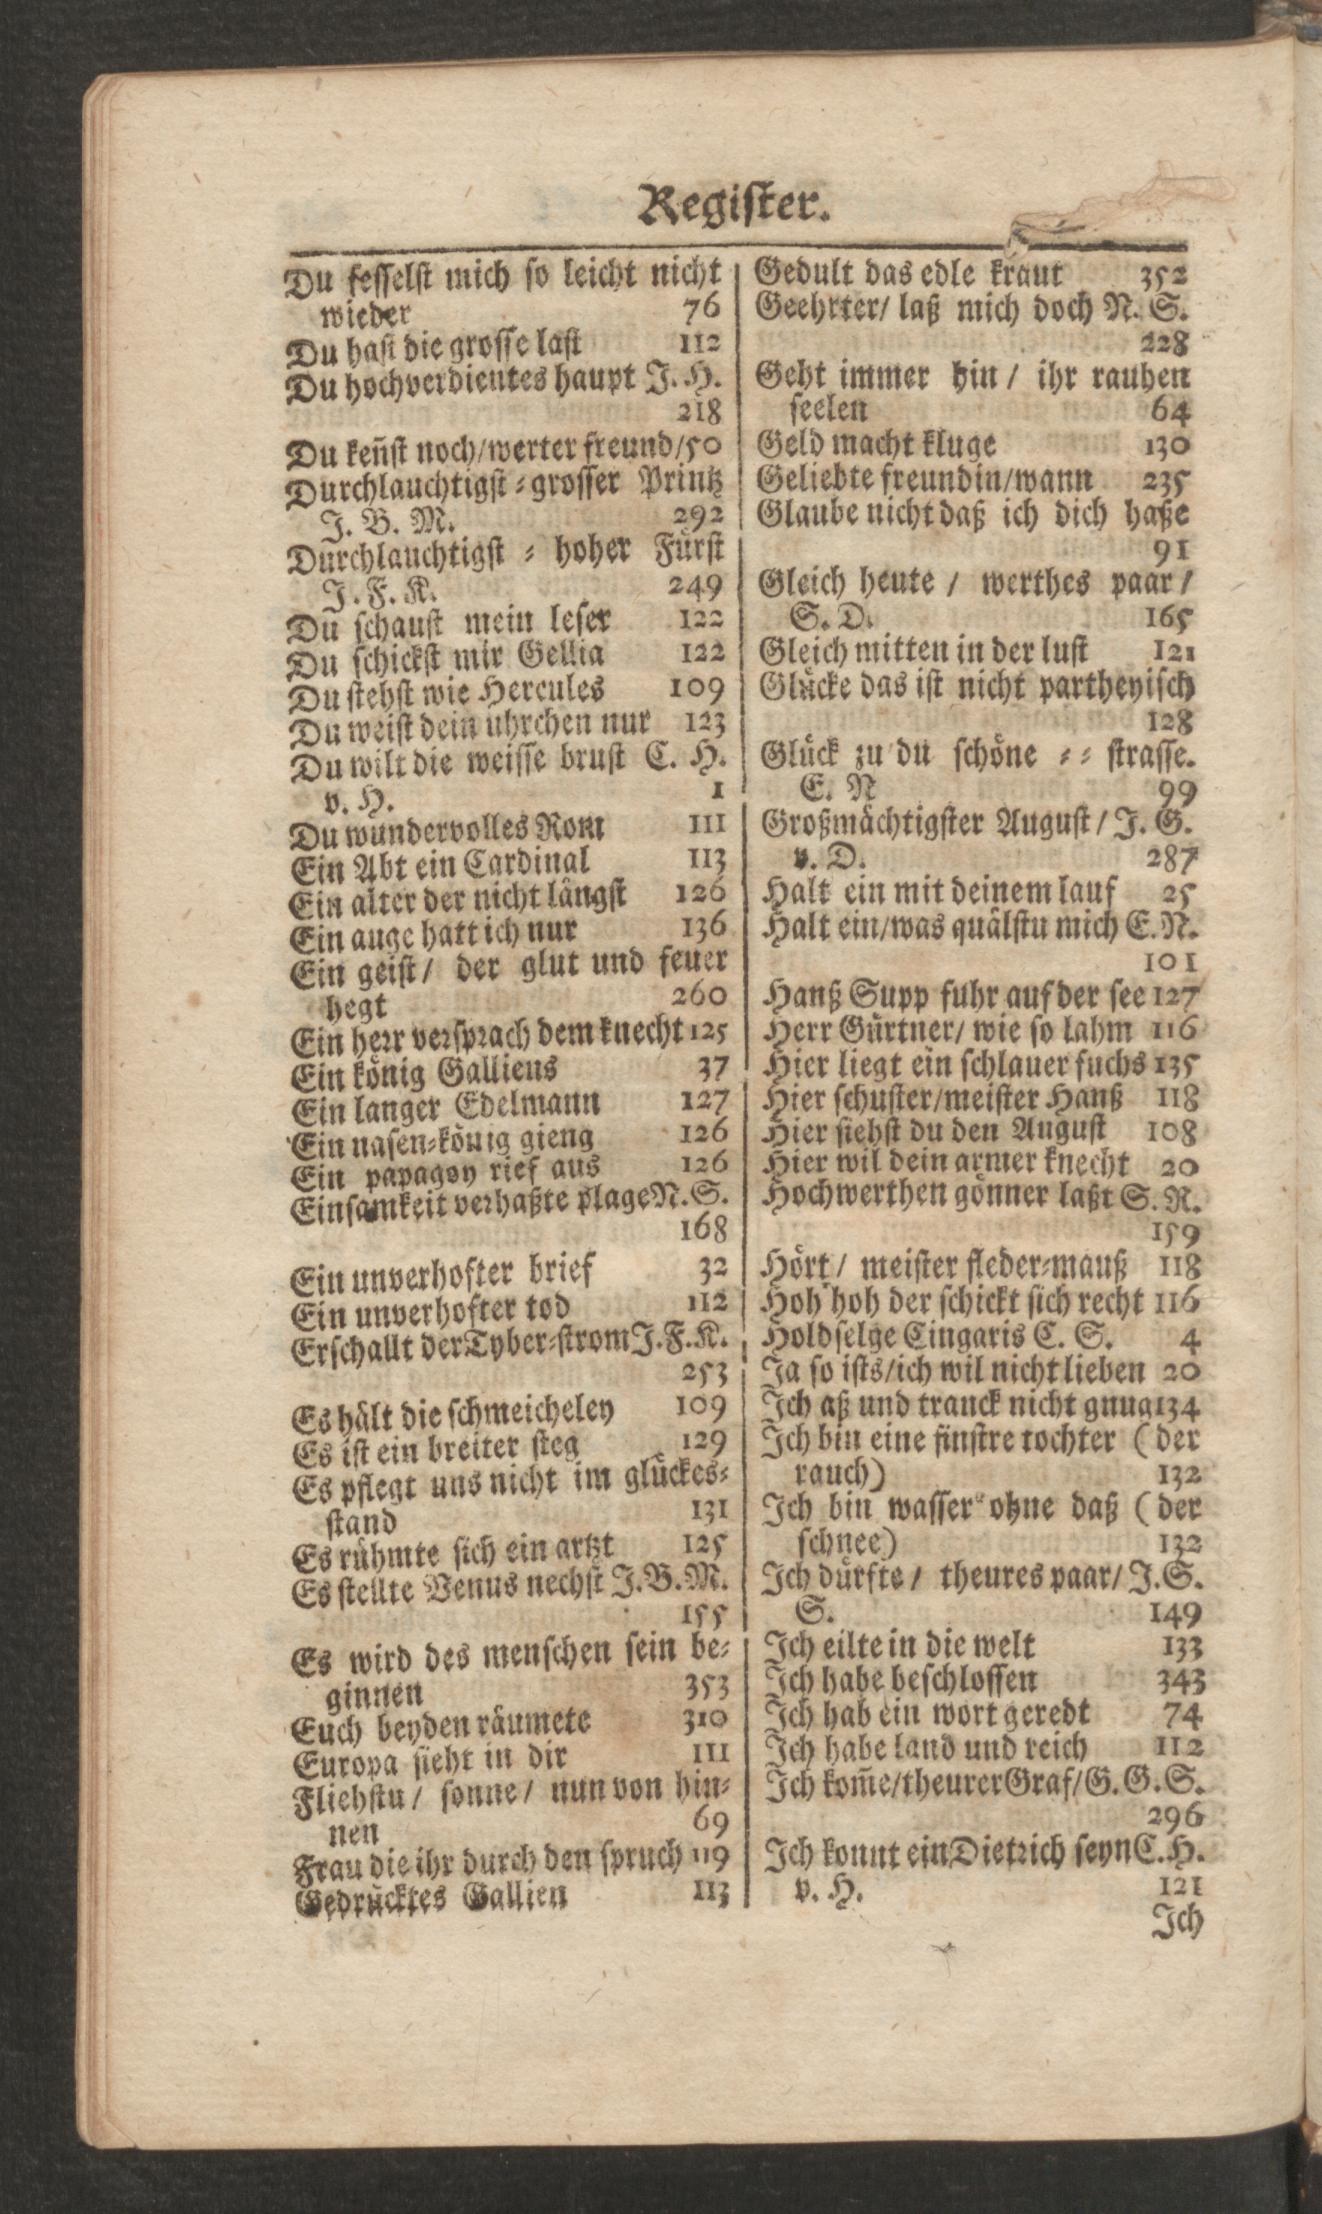 Register.
Du fesselst mich so leicht nicht
wieder 76
Du hast die grosse last 112
Du hochverdientes haupt J. H.
218
Du keñst noch/werter freund/50
Durchlauchtigst-grosser Printz
J. B. M. 292
Durchlauchtigst - hoher Fürst
J. F. K. 249
Du schaust mein leser 122
Du schickst mir Gellia 122
Du stehst wie Hercules 109
Du weist dein uhrchen nur 123
Du wilt die weisse brust C. H.
v. H. 1
Du wundervolles Rom 111
Ein Abt ein Cardinal 113
Ein alter der nicht längst 126
Ein auge hatt ich nur 136
Ein geist/ der glut und feuer
hegt 260
Ein herr versprach dem knecht 125
Ein könig Galliens 37
Ein langer Edelmann 127
Ein nasen-könig gieng 126
Ein papagoy rief aus 126
Einsamkeit verhaßte plage N. S.
168
Ein unverhofter brief 32
Ein unverhofter tod 112
Erschallt der Tyber-strom J. F. K.
253
Es hält die schmeicheley 109
Es ist ein breiter steg 129
Es pflegt uns nicht im glückes-
stand 131
Es rühmte sich ein artzt 125
Es stellte Venus nechst J. B. M.
155
Es wird des menschen sein be-
ginnen 353
Euch beyden räumete 310
Europa sieht in dir 111
Fliehstu/ sonne/ nun von hin-
nen 69
Frau die ihr durch den spruch 119
Gedrücktes Gallien 113
Gedult das edle kraut 352
Geehrter/ laß mich doch N. S.
228
Geht immer hin / ihr rauhen
seelen 64
Geld macht kluge 130
Geliebte freundin/wann 235
Glaube nicht daß ich dich haße
91
Gleich heute / werthes paar /
S. D. 165
Gleich mitten in der lust 121
Glücke das ist nicht partheyisch
128
Glück zu du schöne - - strasse.
E. N 99
Großmächtigster August/ J. G.
v. D. 287
Halt ein mit deinem lauf 25
Halt ein/was quälstu mich E. N.
101
Hanß Supp fuhr auf der see 127
Herr Gürtner/ wie so lahm 116
Hier liegt ein schlauer fuchs 135
Hier schuster/meister Hanß 118
Hier siehst du den August 108
Hier wil dein armer knecht 20
Hochwerthen gönner laßt S. N.
159
Hört / meister fleder-mauß 118
Hoh hoh der schickt sich recht 116
Holdselge Cingaris C. S. 4
Ja so ists/ich wil nicht lieben 20
Ich aß und tranck nicht gnug 134
Ich bin eine finstre tochter ( der
rauch) 132
Ich bin wasser ohne daß ( der
schnee) 132
Ich dürfte / theures paar/ J. S.
S. 149
Ich eilte in die welt 133
Ich habe beschlossen 343
Ich hab ein wort geredt 74
Ich habe land und reich 112
Ich kom̃e/theurer Graf/G. G. S.
296
Ich konnt ein Dietrich seyn C. H.
v. H. 121
Ich